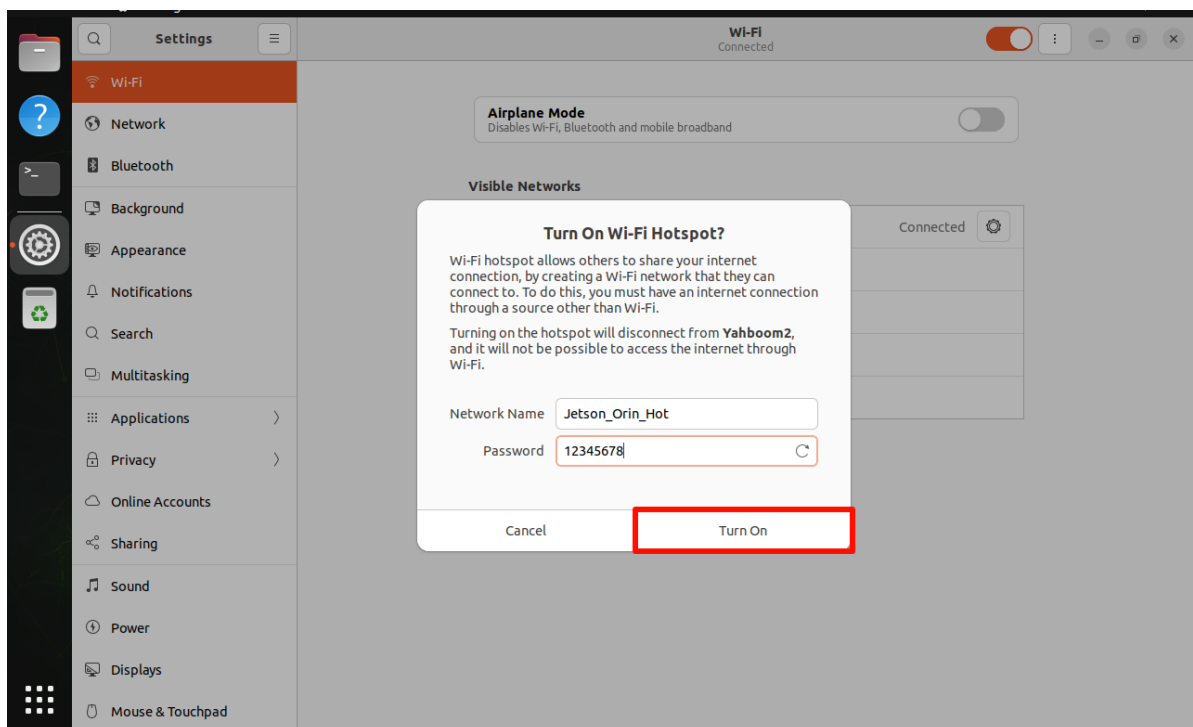 Settings
Wi-Fi
Connected
Wi-Fi
Network
Bluetooth
Background
Appearance
Notifications
Search
Multitasking
Applications
Privacy
Online Accounts
Sharing
Sound
Power
Displays
Mouse & Touchpad
Airplane Mode
Disables Wi-Fi, Bluetooth and mobile broadband
Visible Networks
Connected
Turn On Wi-Fi Hotspot?
Wi-Fi hotspot allows others to share your internet
connection, by creating a Wi-Fi network that they can
connect to. To do this, you must have an internet connection
through a source other than Wi-Fi.
Turning on the hotspot will disconnect from Yahboom2,
and it will not be possible to access the internet through
Wi-Fi.
Network Name Jetson_Orin_Hot
Password 12345678
Cancel Turn On